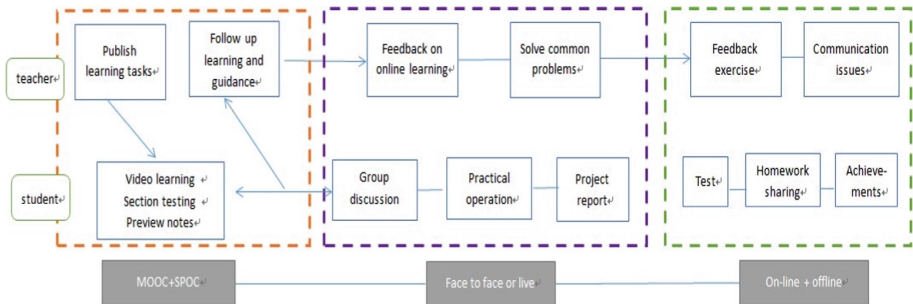 teacher
Publish
learning tasks
Follow up
learning and
guidance
Feedback on
online learning
Solve common
problems
Feedback
exercise
Communication
issues
student
Video learning
Section testing
Preview notes
Group
discussion
Practical
operation
Project
report
Test
Homework
sharing
Achieve-
ments
MOOC+SPOC
Face to face or live
On-line + offline